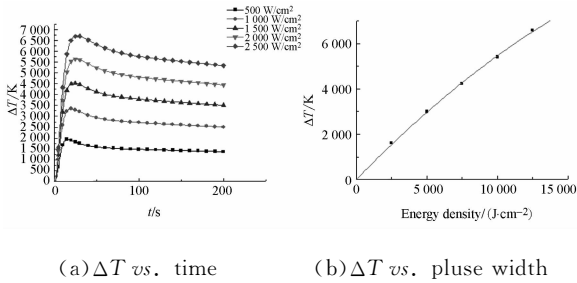 500 W/cm²
1 000 W/cm²
1 500 W/cm²
2 000 W/cm²
2 500 W/cm²
7 000
6 500
6 000
5 500
5 000
4 500
4 000
3 500
3 000
2 500
2 000
1 500
1 000
500
0
ΔT/K
0 100 200
t/s
6 000
4 000
2 000
0
ΔT/K
0 5 000 10 000 15 000
Energy density/(J·cm⁻²)
(a)ΔT vs. time
(b)ΔT vs. pluse width